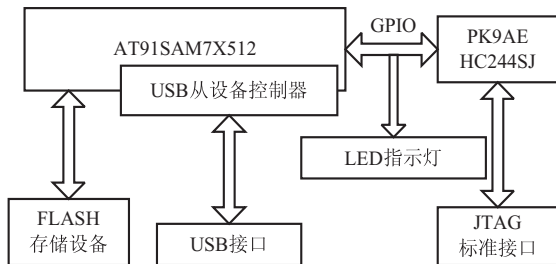 GPIO
AT91SAM7X512
PK9AE
HC244SJ
USB从设备控制器
LED指示灯
FLASH
存储设备
USB接口
JTAG
标准接口